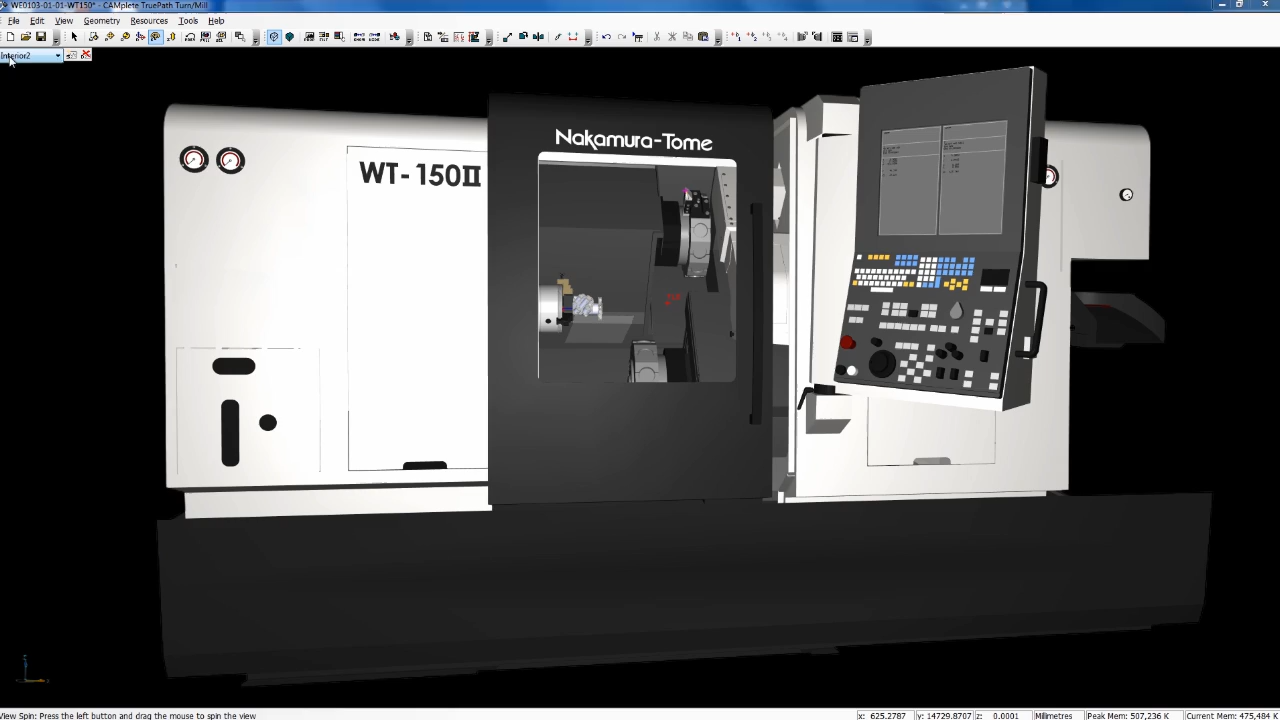 WE0103-01-01-WT150* - CAMplete TruePath Turn/Mill
File Edit View Geometry Resources Tools Help
Interior2
Nakamura-Tome
WT-150II
View Spin: Press the left button and drag the mouse to spin the view
x: 625.2787 y: 14729.8707 z: 0.0001 Millimetres Peak Mem: 507,236 K Current Mem: 475,484 K